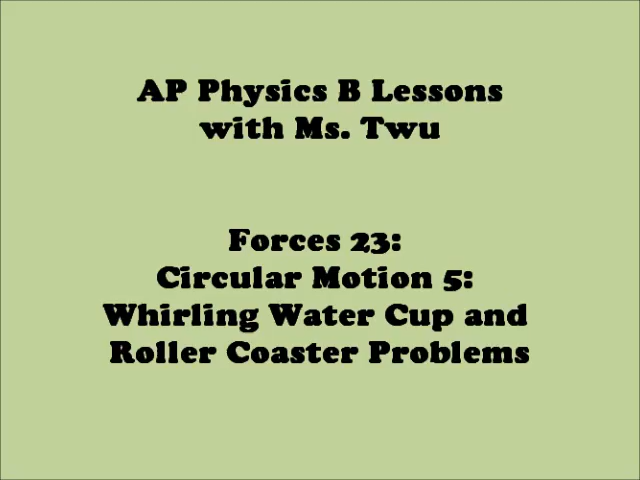 AP Physics B Lessons
with Ms. Twu
Forces 23:
Circular Motion 5:
Whirling Water Cup and
Roller Coaster Problems